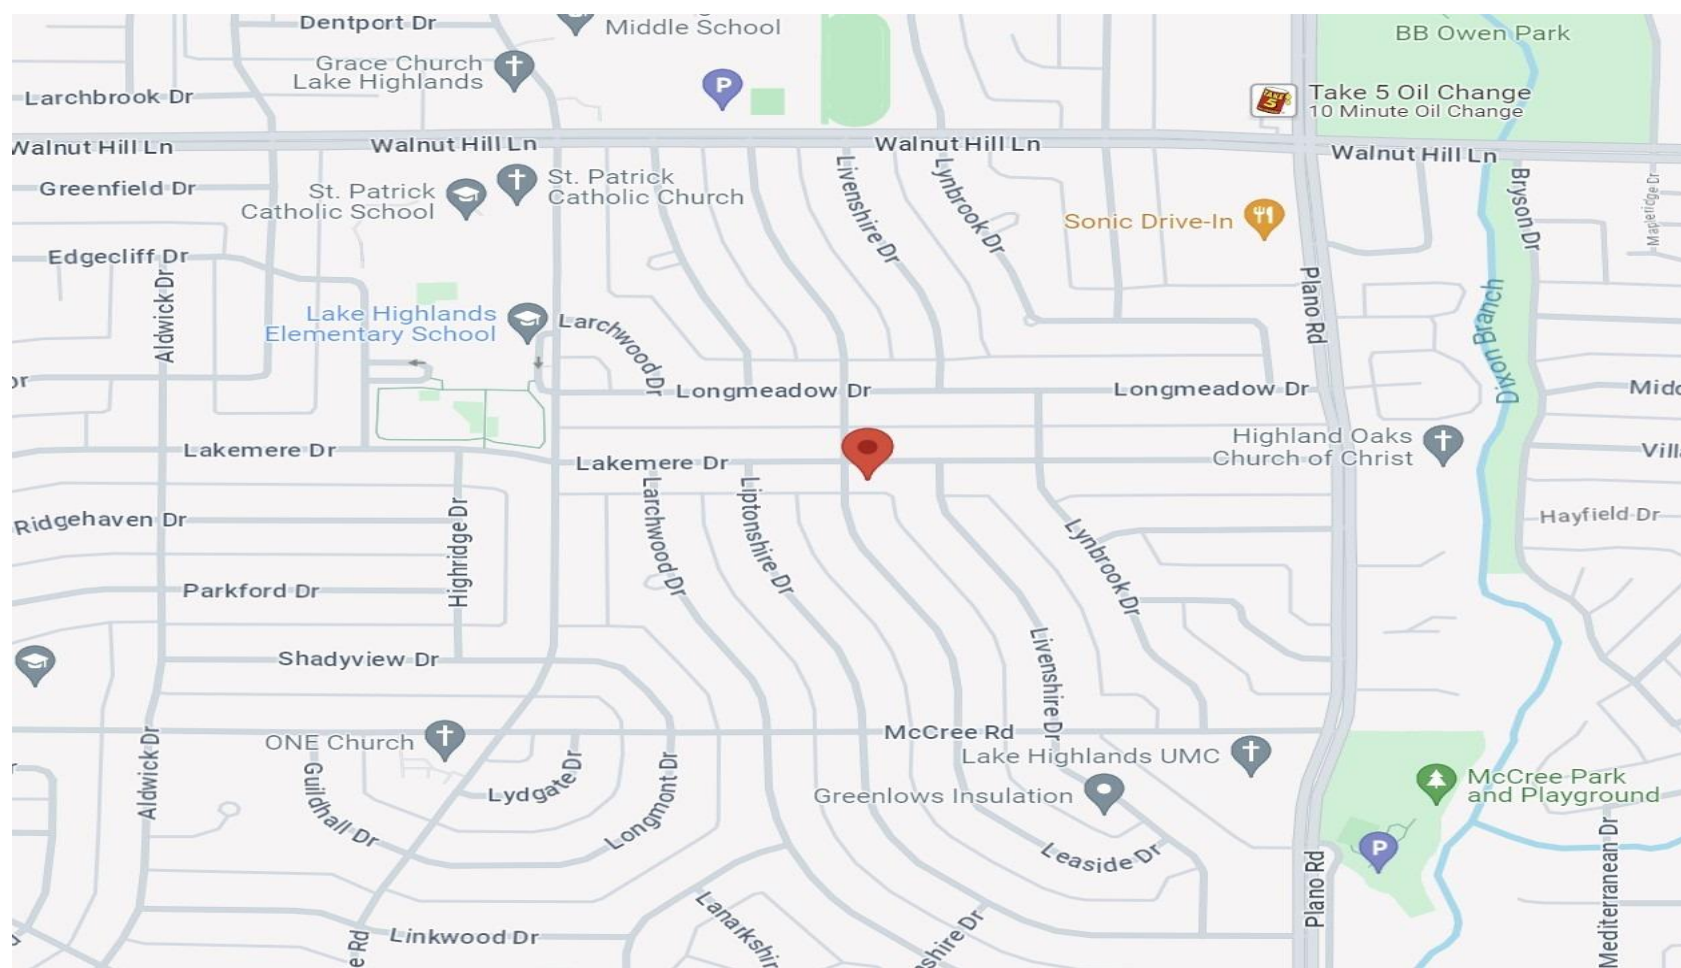 Dentport Dr
Middle School
BB Owen Park
Grace Church
Lake Highlands
Larchbrook Dr
P
Take 5 Oil Change
10 Minute Oil Change
TAKE
5
Walnut Hill Ln
Walnut Hill Ln
Walnut Hill Ln
Walnut Hill Ln
Greenfield Dr
St. Patrick
Catholic School
St. Patrick
Catholic Church
Livenshire Dr
Lynbrook Dr
Sonic Drive-In
Bryson Dr
Mapleridge Dr
Edgecliff Dr
Aldwick Dr
Plano Rd
Dixon Branch
Lake Highlands
Elementary School
Larchwood Dr
Longmeadow Dr
Longmeadow Dr
Lakemere Dr
Lakemere Dr
Highland Oaks
Church of Christ
Larchwood Dr
Liptonshire Dr
Highridge Dr
Ridgehaven Dr
Hayfield Dr
Lynbrook Dr
Parkford Dr
Livenshire Dr
Shadyview Dr
McCree Rd
ONE Church
Lake Highlands UMC
Aldwick Dr
Guildhall Dr
Lydgate Dr
Longmont Dr
Greenlows Insulation
McCree Park
and Playground
P
Leaside Dr
Plano Rd
Mediterranean Dr
Linkwood Dr